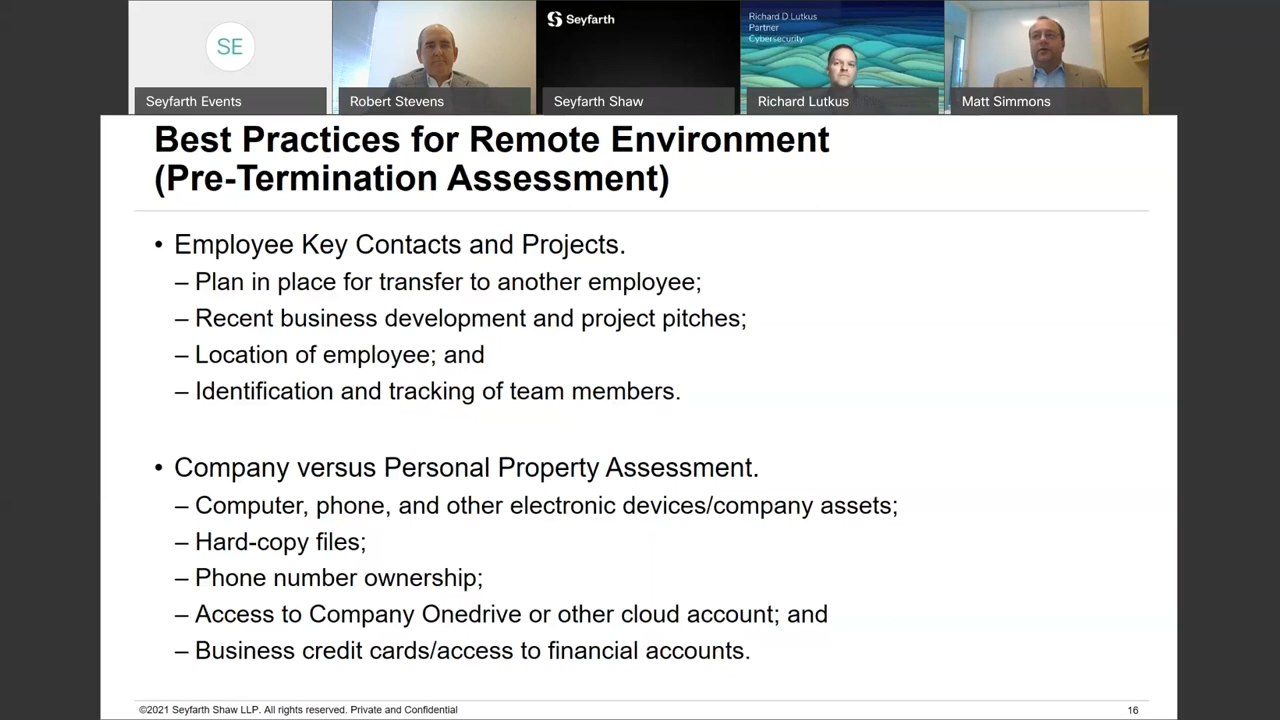 SE
Seyfarth
Richard D Lutkus
Partner
Cybersecurity
Seyfarth Events
Robert Stevens
Seyfarth Shaw
Richard Lutkus
Matt Simmons
Best Practices for Remote Environment
(Pre-Termination Assessment)
• Employee Key Contacts and Projects.
– Plan in place for transfer to another employee;
– Recent business development and project pitches;
– Location of employee; and
– Identification and tracking of team members.
• Company versus Personal Property Assessment.
– Computer, phone, and other electronic devices/company assets;
– Hard-copy files;
– Phone number ownership;
– Access to Company Onedrive or other cloud account; and
– Business credit cards/access to financial accounts.
©2021 Seyfarth Shaw LLP. All rights reserved. Private and Confidential
16